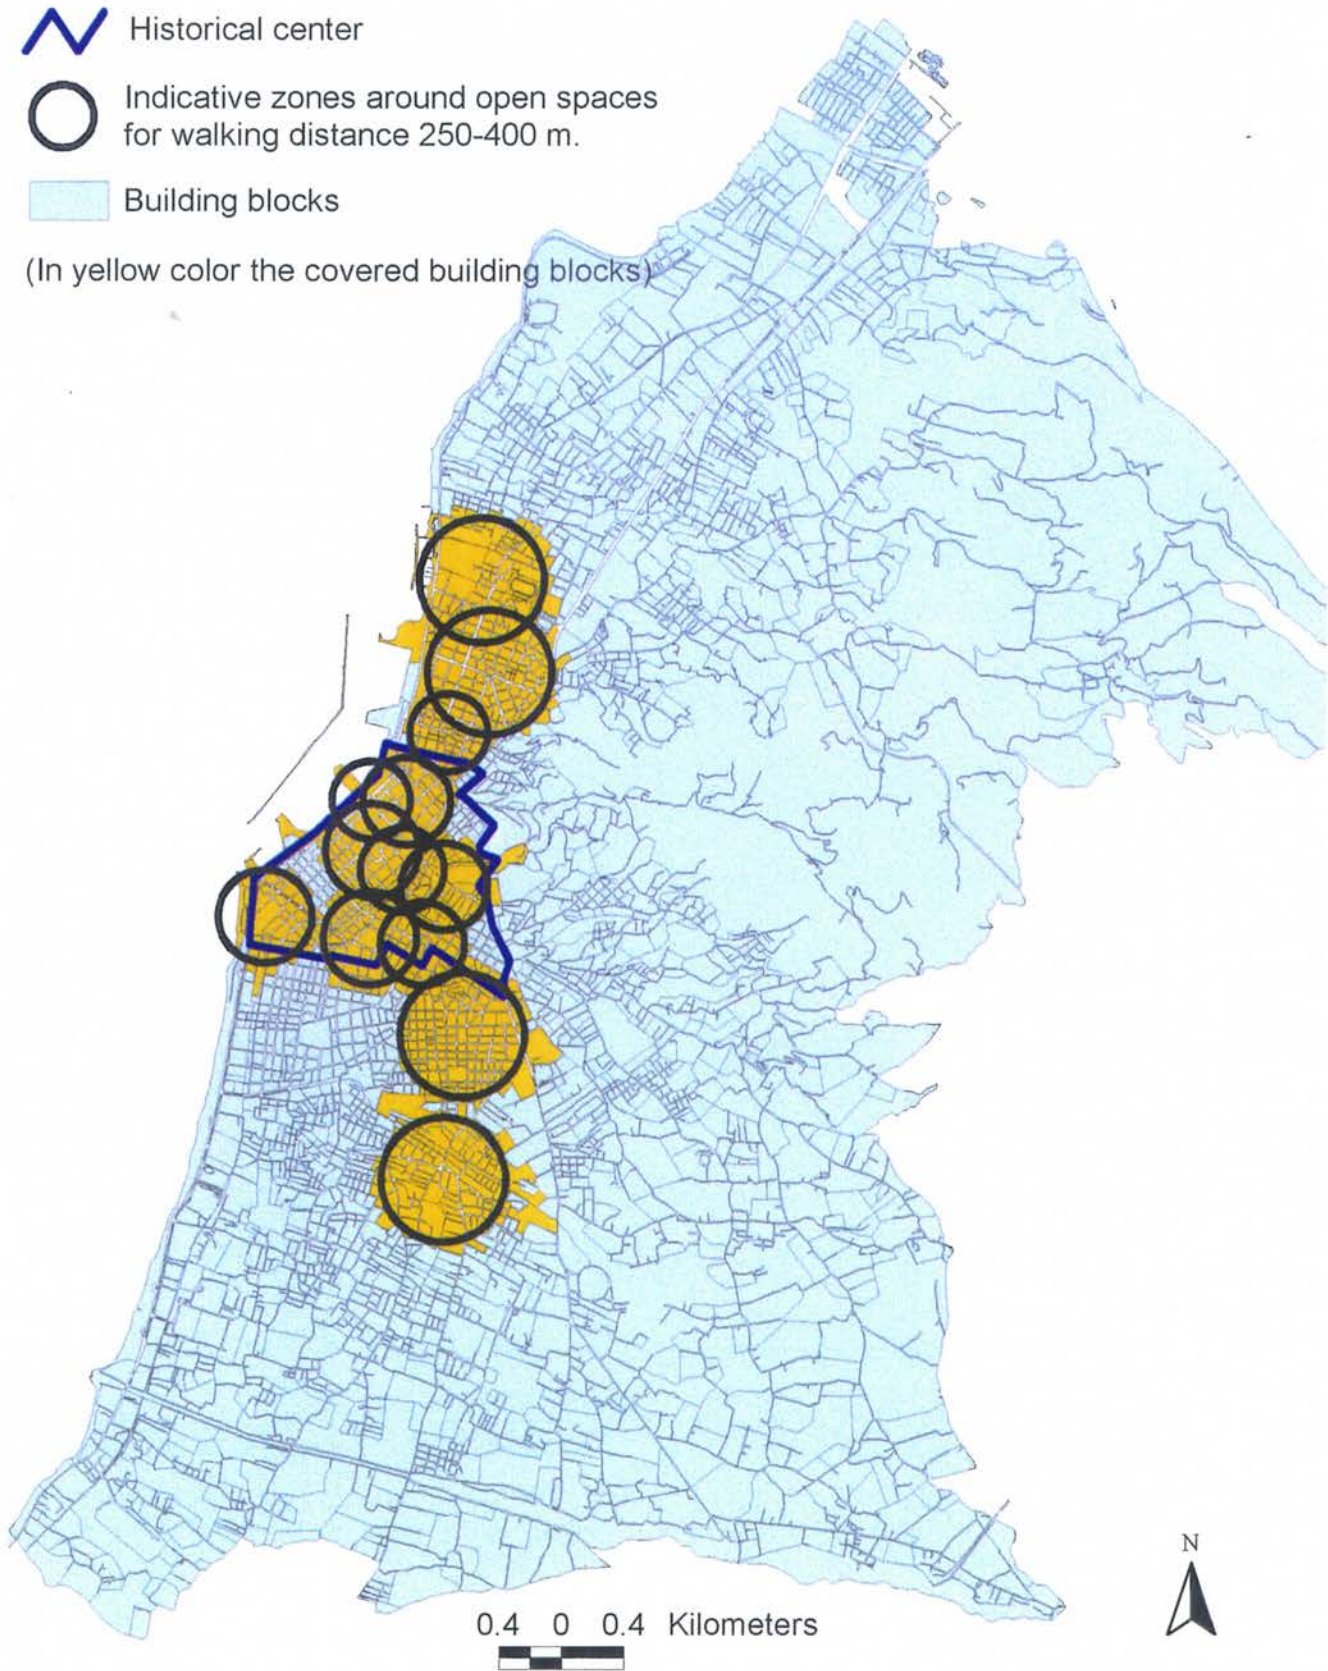 Historical center
Indicative zones around open spaces
for walking distance 250-400 m.
Building blocks
(In yellow color the covered building blocks)
N
0.4 0 0.4 Kilometers